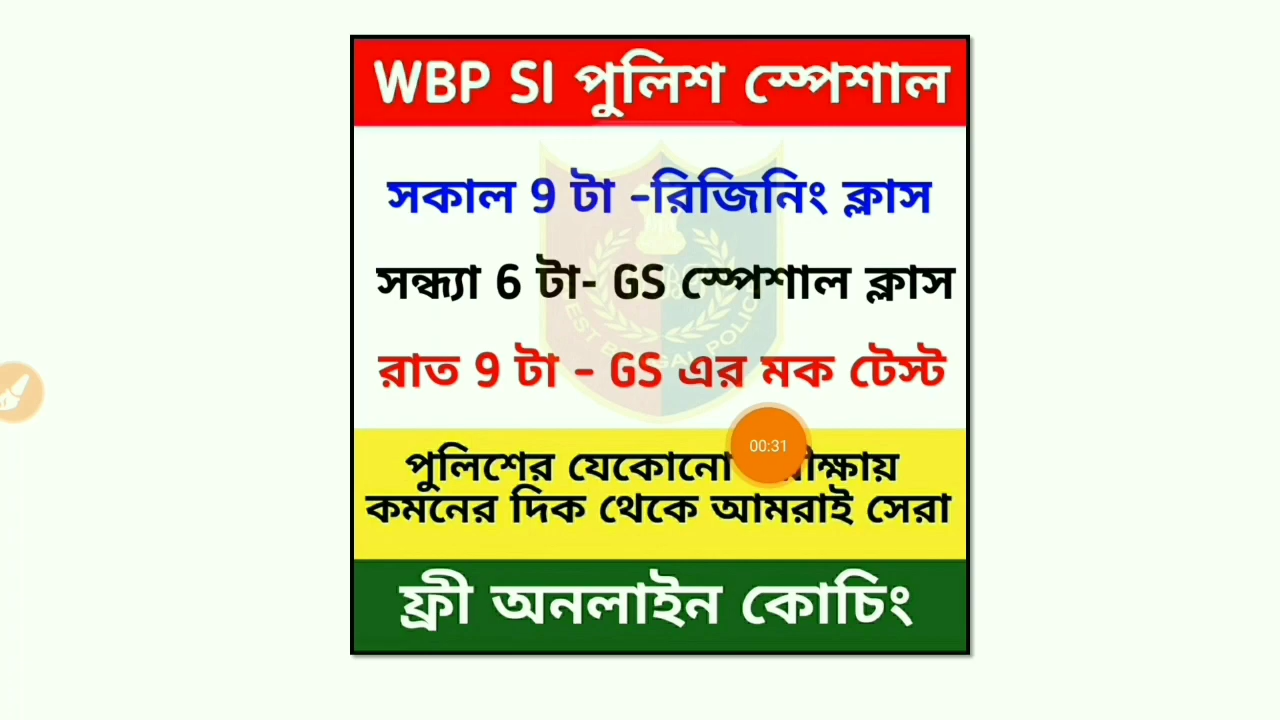 WBP SI পুলিশ স্পেশাল
সকাল 9 টা –রিজিনিং ক্লাস
সন্ধ্যা 6 টা- GS স্পেশাল ক্লাস
রাত 9 টা – GS এর মক টেস্ট
00:31
পুলিশের যেকোনো
কমনের দিক থেকে আমরাই সেরা
ফ্রী অনলাইন কোচিং